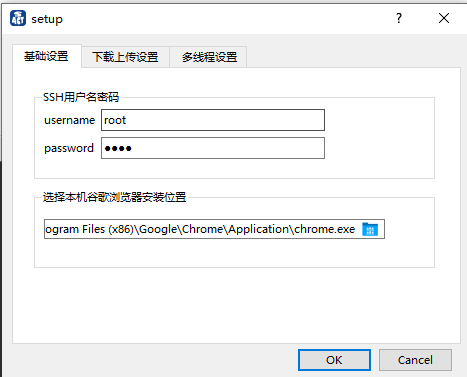 setup
?
基础设置 下载上传设置 多线程设置
SSH用户名密码
username root
password ●●●●
选择本机谷歌浏览器安装位置
ogram Files (x86)\Google\Chrome\Application\chrome.exe
OK Cancel